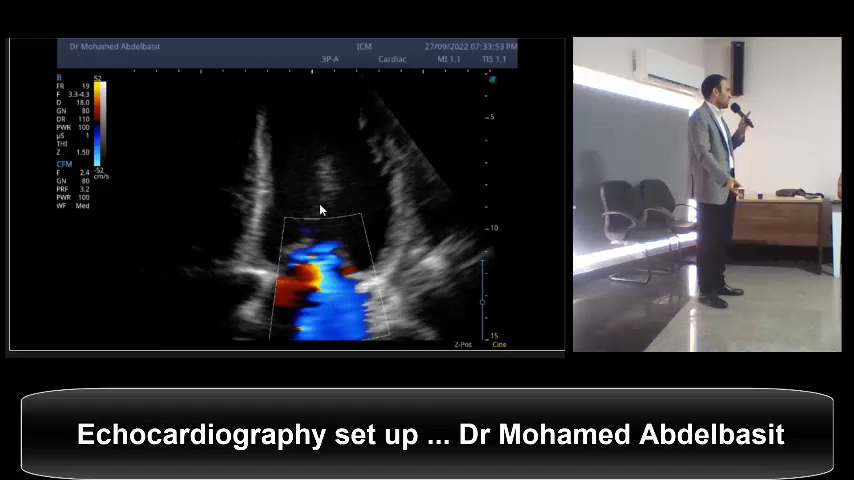 Dr Mohamed Abdelbasit ICM 27/09/2022 07:33:53 PM
3P-A Cardiac MI 1.1 TIS 1.1
B
FR 19
F 3.3-4.3
D 18.0
GN 80
DR 110
PWR 100
µS 1
THI
Z 1.50
CFM
F 2.4
GN 80
PRF 3.2
PWR 100
WF Med
52
-52
cm/s
5
10
15
Z-Pos Cine
Echocardiography set up ... Dr Mohamed Abdelbasit